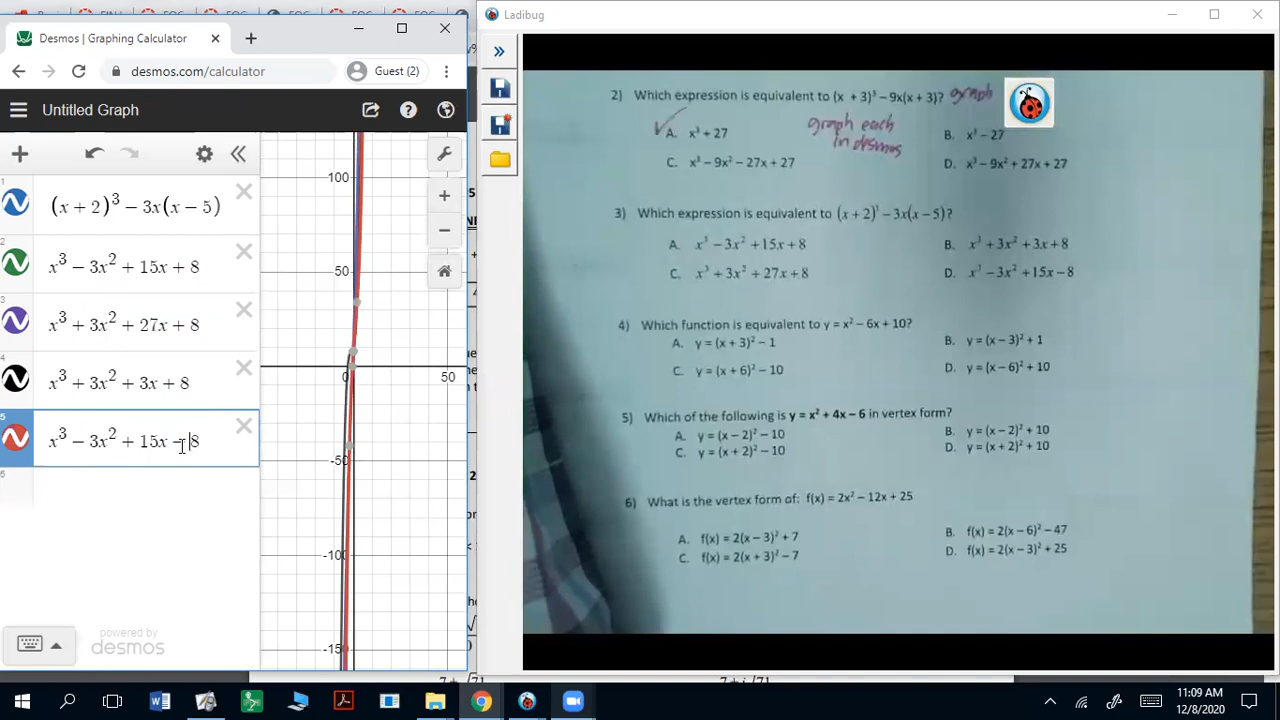 Desmos | Graphing Calculator
desmos.com/calculator
Guest (2)
Untitled Graph
1
(x + 2)³ − 3x(x − 5)
2
x³ − 3x² + 15x + 8
3
x³ + 3x² + 27x + 8
4
x³ + 3x² + 3x + 8
5
x³ − 3x² + 15x − 8
6
powered by
desmos
100
50
0
50
-50
-100
-150
Ladibug
2) Which expression is equivalent to (x + 3)³ − 9x(x + 3)? graph
A. x³ + 27
graph each
in desmos
B. x³ − 27
C. x³ − 9x² − 27x + 27
D. x³ − 9x² + 27x + 27
3) Which expression is equivalent to (x + 2)³ − 3x(x − 5)?
A. x³ − 3x² + 15x + 8
B. x³ + 3x² + 3x + 8
C. x³ + 3x² + 27x + 8
D. x³ − 3x² + 15x − 8
4) Which function is equivalent to y = x² − 6x + 10?
A. y = (x + 3)² − 1
B. y = (x − 3)² + 1
C. y = (x + 6)² − 10
D. y = (x − 6)² + 10
5) Which of the following is y = x² + 4x − 6 in vertex form?
A. y = (x − 2)² − 10
B. y = (x − 2)² + 10
C. y = (x + 2)² − 10
D. y = (x + 2)² + 10
6) What is the vertex form of: f(x) = 2x² − 12x + 25
A. f(x) = 2(x − 3)² + 7
B. f(x) = 2(x − 6)² − 47
C. f(x) = 2(x + 3)² − 7
D. f(x) = 2(x − 3)² + 25
11:09 AM
12/8/2020